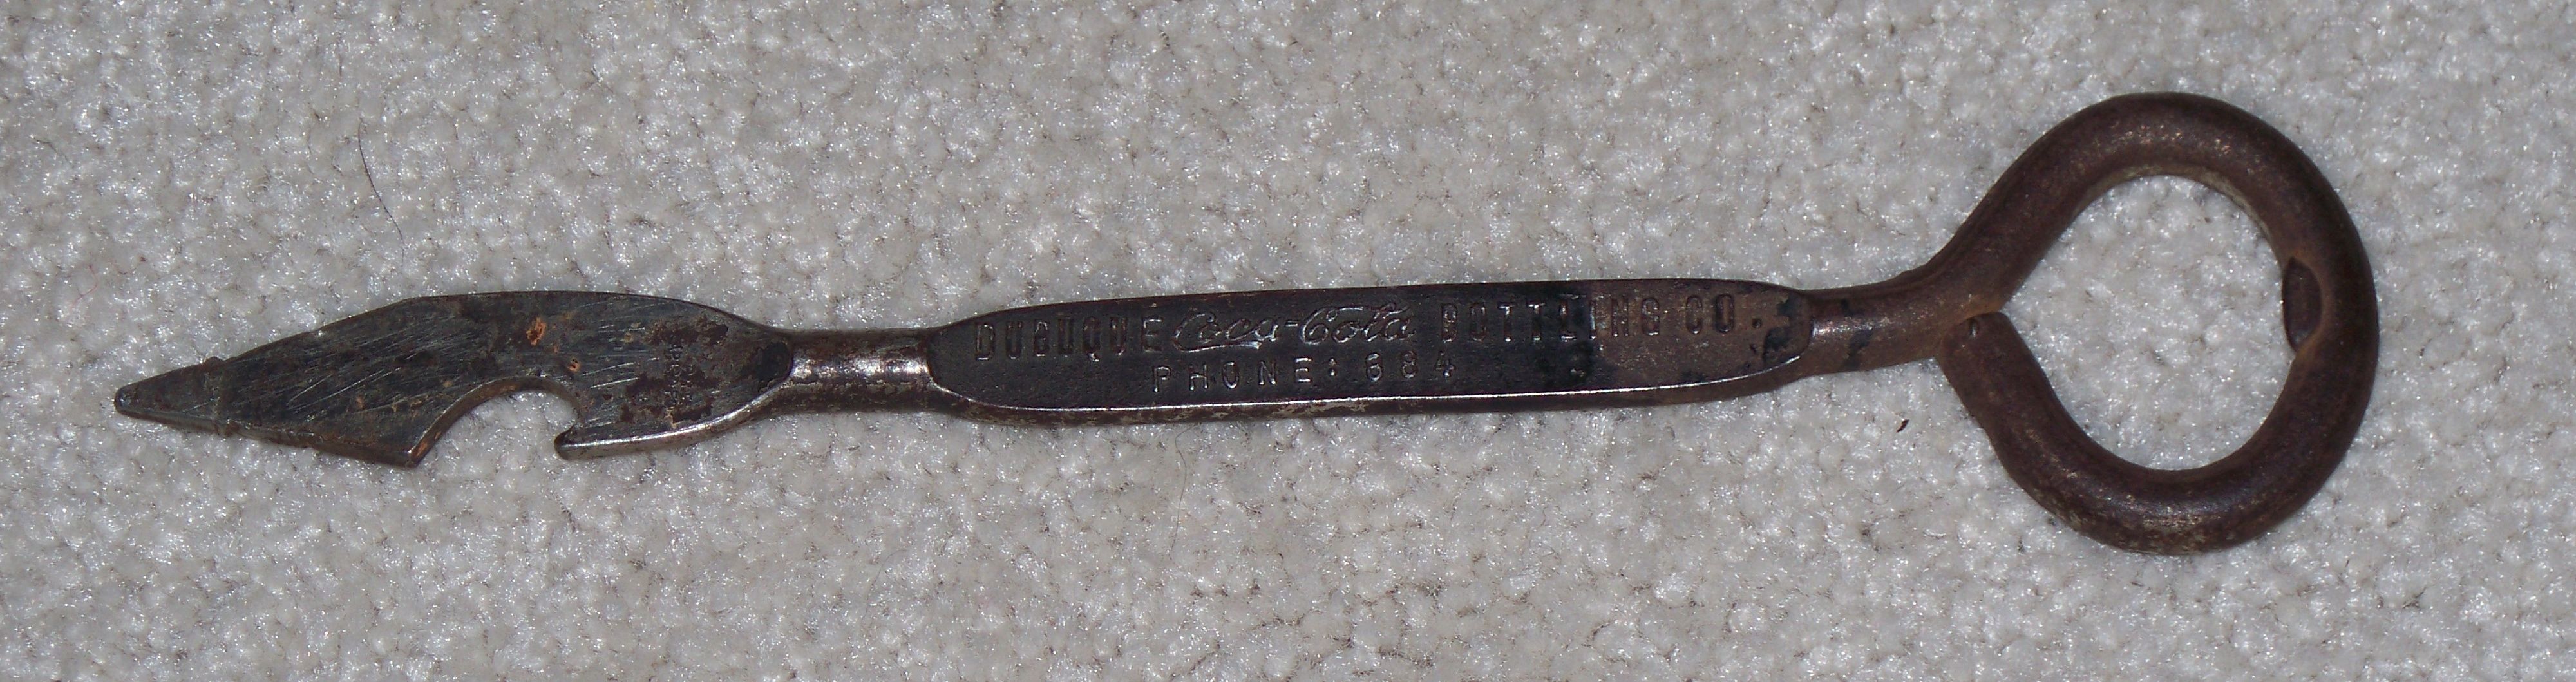 DUBUQUE Coca-Cola BOTTLING CO.
PHONE: 684